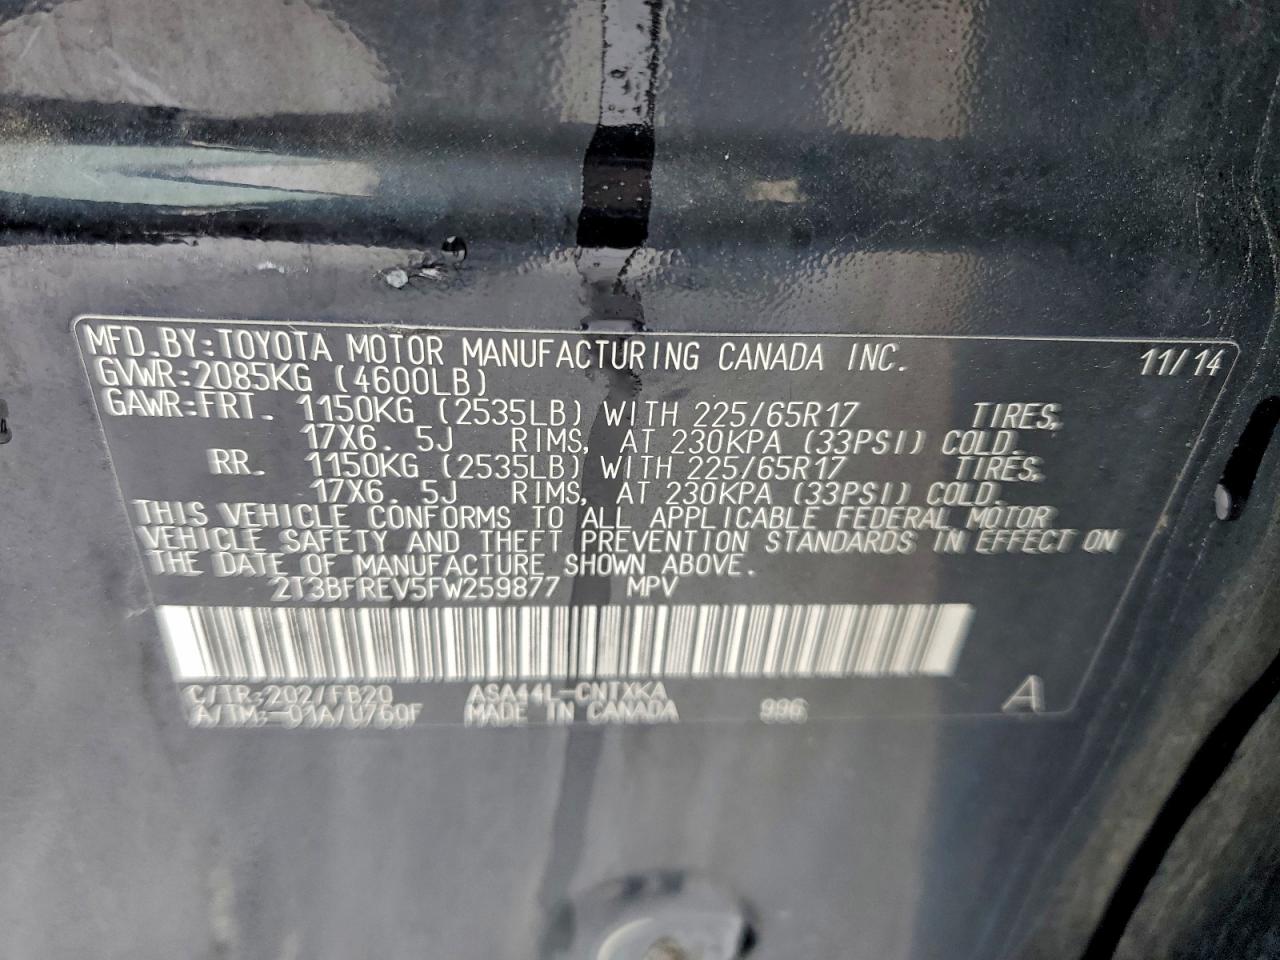 MFD.BY:TOYOTA MOTOR MANUFACTURING CANADA INC. 11/14
GVWR:2085KG (4600LB)
GAWR:FRT. 1150KG (2535LB) WITH 225/65R17 TIRES,
17X6.5J RIMS, AT 230KPA (33PSI) COLD.
RR. 1150KG (2535LB) WITH 225/65R17 TIRES,
17X6.5J RIMS, AT 230KPA (33PSI) COLD.
THIS VEHICLE CONFORMS TO ALL APPLICABLE FEDERAL MOTOR
VEHICLE SAFETY AND THEFT PREVENTION STANDARDS IN EFFECT ON
THE DATE OF MANUFACTURE SHOWN ABOVE.
2T3BFREV5FW259877 MPV
C/TR:202/FB20 ASA44L-CNTXKA A
A/TM:-01A/U760F MADE IN CANADA 996